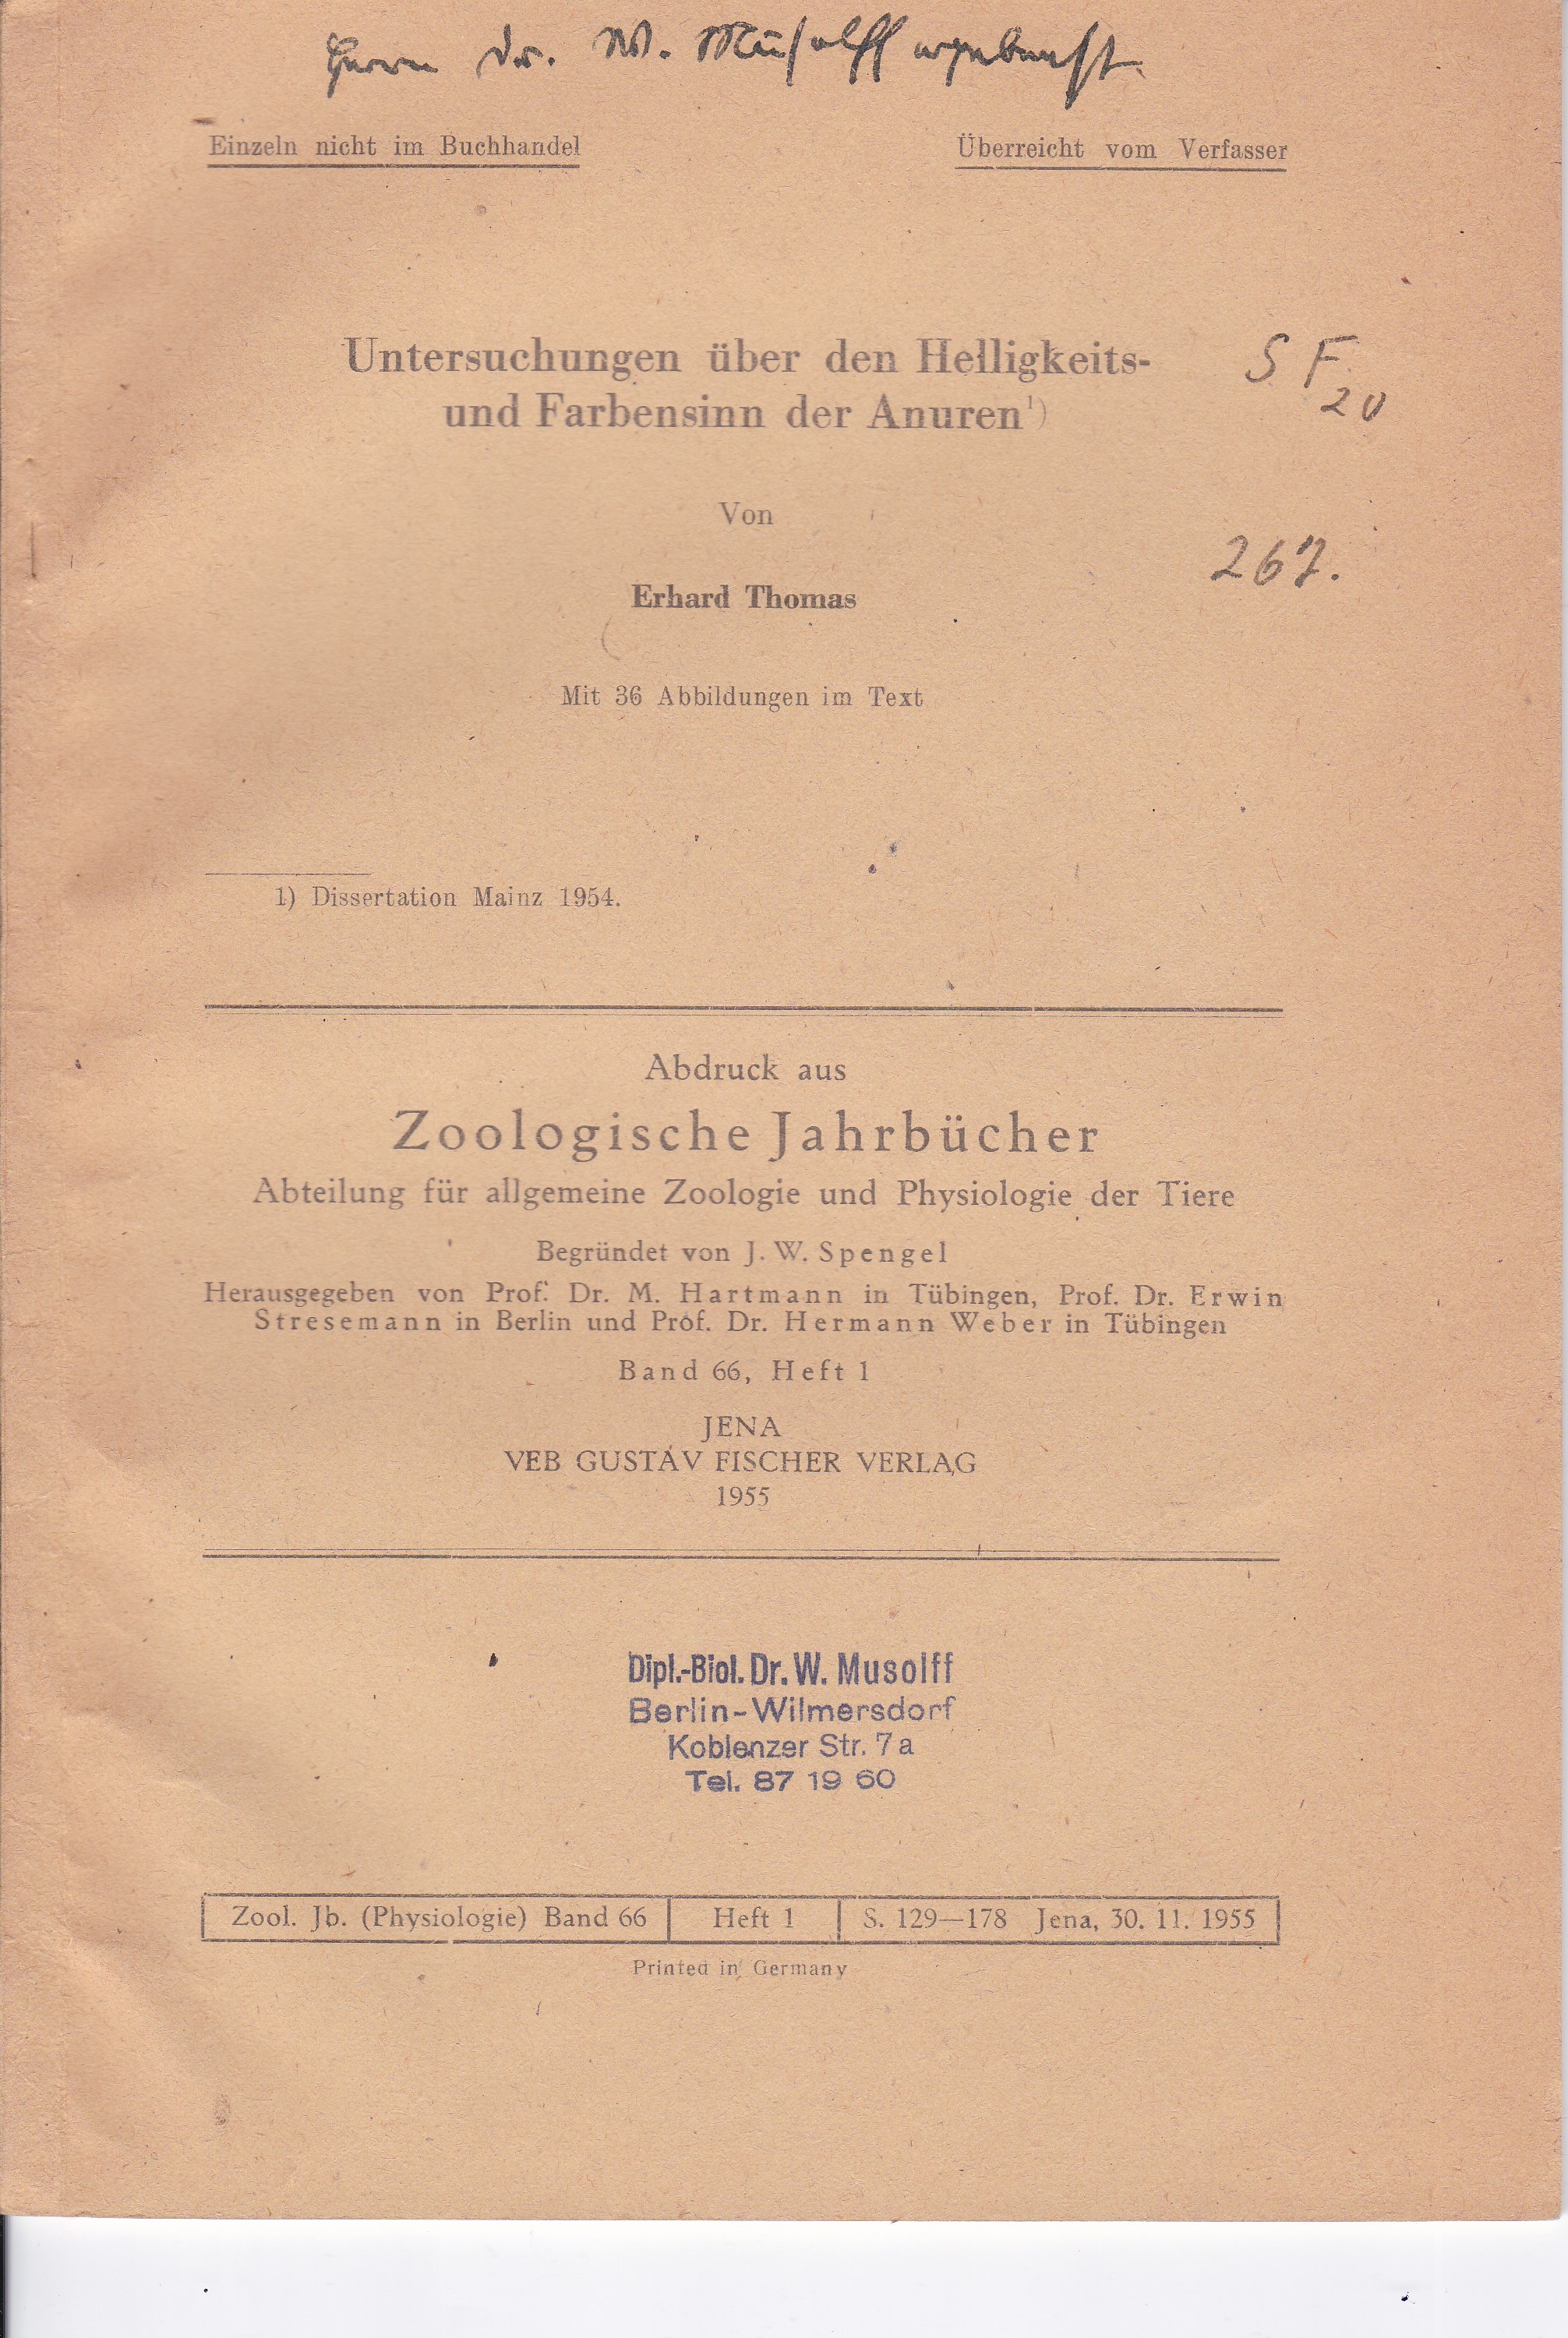 Herrn Dr. W. Musolff ergebenst.
Einzeln nicht im Buchhandel
Überreicht vom Verfasser
Untersuchungen über den Helligkeits-
und Farbensinn der Anuren¹)
S F
20
Von
267.
Erhard Thomas
Mit 36 Abbildungen im Text
1) Dissertation Mainz 1954.
Abdruck aus
Zoologische Jahrbücher
Abteilung für allgemeine Zoologie und Physiologie der Tiere
Begründet von J. W. Spengel
Herausgegeben von Prof. Dr. M. Hartmann in Tübingen, Prof. Dr. Erwin
Stresemann in Berlin und Prof. Dr. Hermann Weber in Tübingen
Band 66, Heft 1
JENA
VEB GUSTAV FISCHER VERLAG
1955
Dipl.-Biol. Dr. W. Musolff
Berlin-Wilmersdorf
Koblenzer Str. 7a
Tel. 87 19 60
Zool. Jb. (Physiologie) Band 66 Heft 1 S. 129—178 Jena, 30. 11. 1955
Printed in Germany